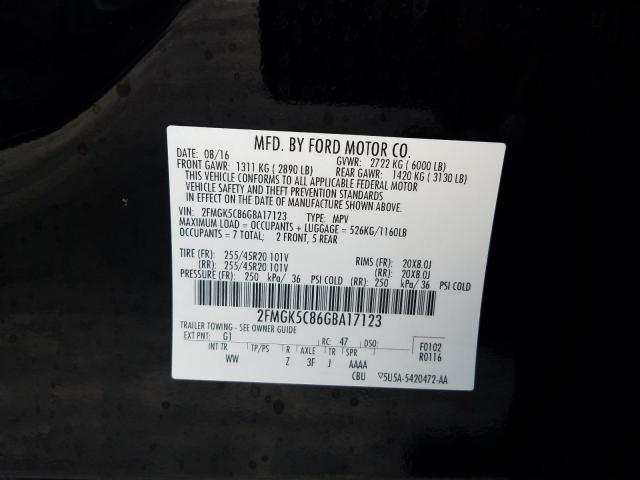 MFD. BY FORD MOTOR CO.
DATE: 08/16 GVWR: 2722 KG ( 6000 LB)
FRONT GAWR: 1311 KG ( 2890 LB) REAR GAWR: 1420 KG ( 3130 LB)
THIS VEHICLE CONFORMS TO ALL APPLICABLE FEDERAL MOTOR
VEHICLE SAFETY AND THEFT PREVENTION STANDARDS IN
EFFECT ON THE DATE OF MANUFACTURE SHOWN ABOVE.
VIN: 2FMGK5C86GBA17123 TYPE: MPV
MAXIMUM LOAD = OCCUPANTS + LUGGAGE = 526KG/1160LB
OCCUPANTS = 7 TOTAL; 2 FRONT, 5 REAR
TIRE (FR): 255/45R20 101V RIMS (FR): 20X8.0J
(RR): 255/45R20 101V (RR): 20X8.0J
PRESSURE (FR): 250 kPa/ 36 PSI COLD (RR): 250 kPa/ 36 PSI COLD
2FMGK5C86GBA17123
TRAILER TOWING - SEE OWNER GUIDE
EXT PNT: G1 RC: 47 DSO: F0102
INT TR TP/PS R AXLE TR SPR R0116
WW Z 3F J AAAA
CBU ▽5U5A-5420472-AA